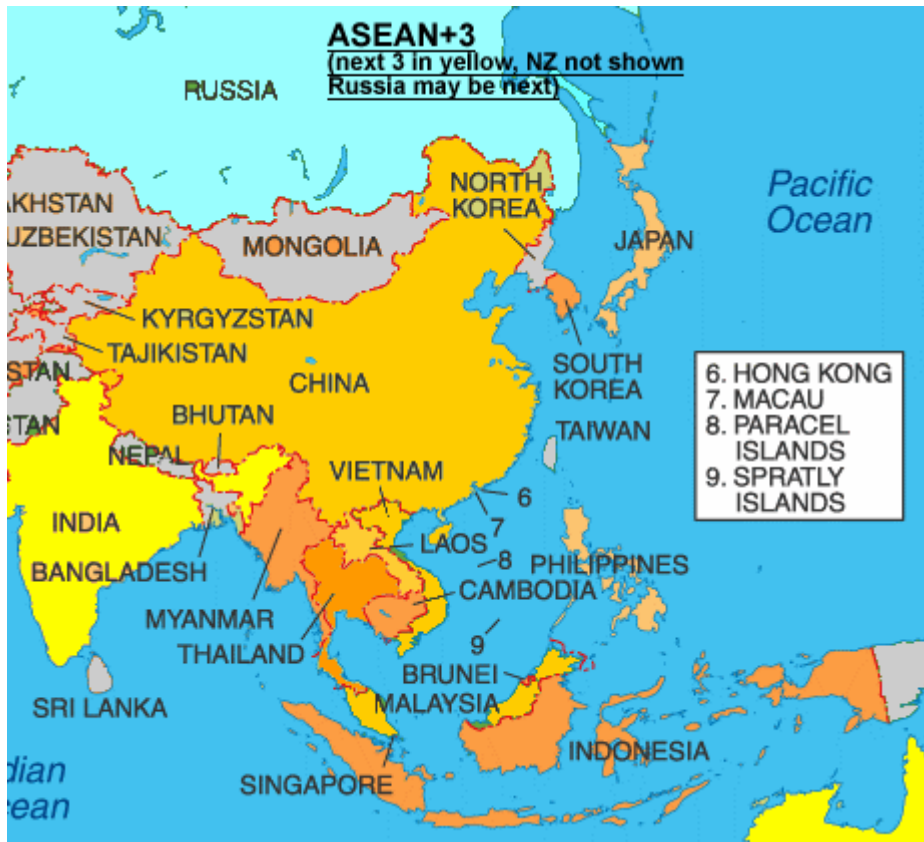 ASEAN+3
(next 3 in yellow, NZ not shown
Russia may be next)
RUSSIA
NORTH
KOREA
Pacific
Ocean
AKHSTAN
UZBEKISTAN
MONGOLIA
JAPAN
KYRGYZSTAN
TAJIKISTAN
STAN
CHINA
SOUTH
KOREA
6. HONG KONG
7. MACAU
8. PARACEL
ISLANDS
9. SPRATLY
ISLANDS
BHUTAN
STAN
NEPAL
TAIWAN
VIETNAM
6
INDIA
7
LAOS
8
PHILIPPINES
BANGLADESH
CAMBODIA
MYANMAR
9
THAILAND
BRUNEI
MALAYSIA
SRI LANKA
INDONESIA
SINGAPORE
dian
cean